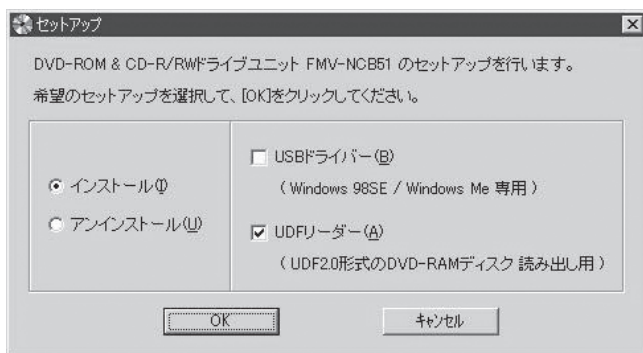 セットアップ
DVD-ROM & CD-R/RWドライブユニット FMV-NCB51 のセットアップを行います。
希望のセットアップを選択して、[OK]をクリックしてください。
インストール(I)
アンインストール(U)
USBドライバー(B)
( Windows 98SE / Windows Me 専用 )
UDFリーダー(A)
( UDF2.0形式のDVD-RAMディスク 読み出し用 )
OK
キャンセル